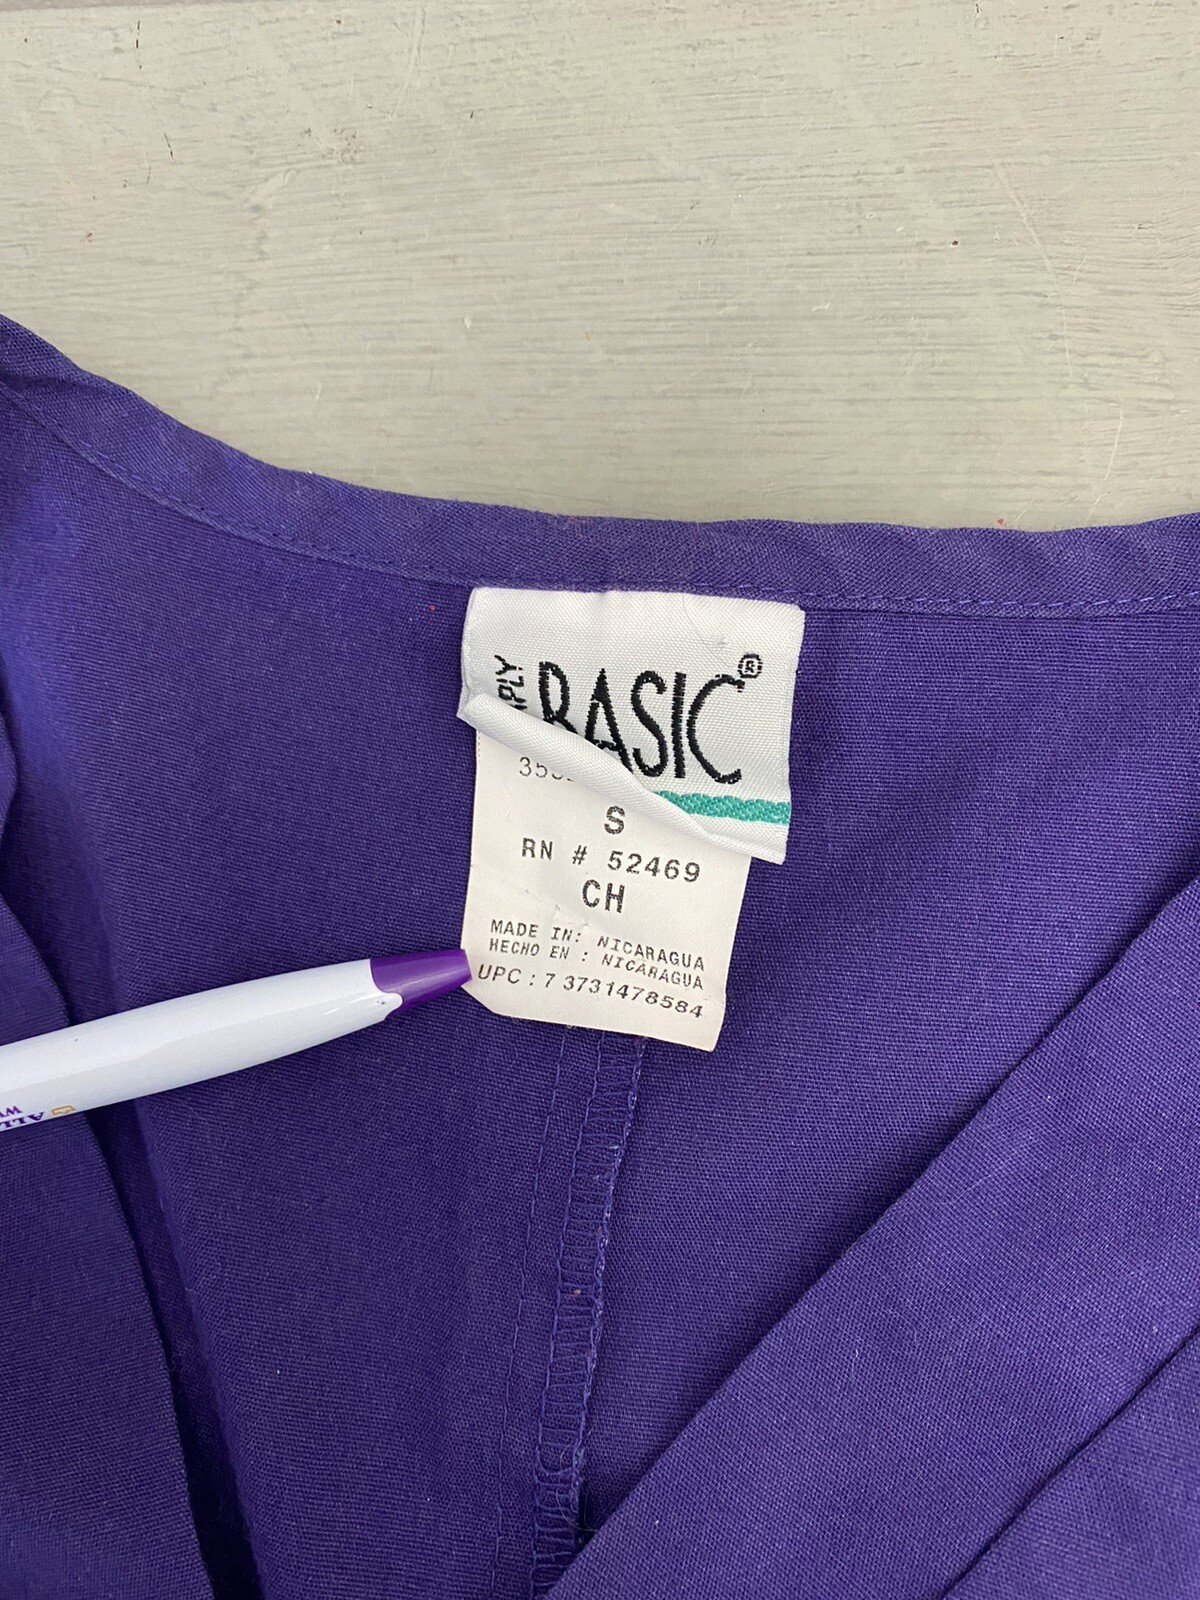 BASIC®
S
RN # 52469
CH
MADE IN: NICARAGUA
HECHO EN : NICARAGUA
UPC : 7 3731478584